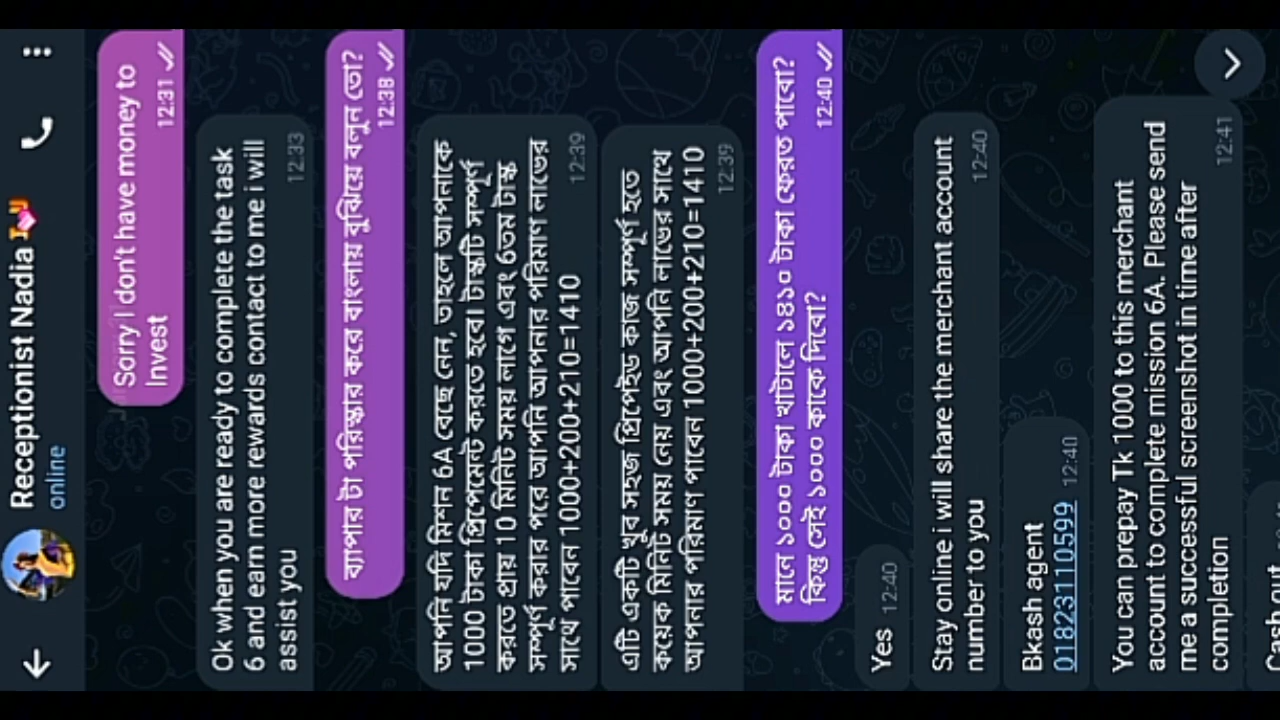 Receptionist Nadia
online
Sorry I don't have money to
Invest
12:31
Ok when you are ready to complete the task
6 and earn more rewards contact to me i will
assist you
12:33
ব্যাপার টা পরিষ্কার করে বাংলায় বুঝিয়ে বলুন তো?
12:38
আপনি যদি মিশন 6A বেছে নেন, তাহলে আপনাকে
1000 টাকা প্রিপেমেন্ট করতে হবে। টাস্কটি সম্পূর্ণ
করতে প্রায় 10 মিনিট সময় লাগে এবং 6তম টাস্ক
সম্পূর্ণ করার পরে আপনি আপনার পরিমাণ লাভের
সাথে পাবেন 1000+200+210=1410
12:39
এটি একটি খুব সহজ প্রিপেইড কাজ সম্পূর্ণ হতে
কয়েক মিনিট সময় নেয় এবং আপনি লাভের সাথে
আপনার পরিমাণ পাবেন 1000+200+210=1410
12:39
মানে ১০০০ টাকা খাটালে ১৪১০ টাকা ফেরত পাবো?
কিন্তু সেই ১০০০ কাকে দিবো?
12:40
Yes 12:40
Stay online i will share the merchant account
number to you
12:40
Bkash agent
01823110599 12:40
You can prepay Tk 1000 to this merchant
account to complete mission 6A. Please send
me a successful screenshot in time after
completion
12:41
Cash out